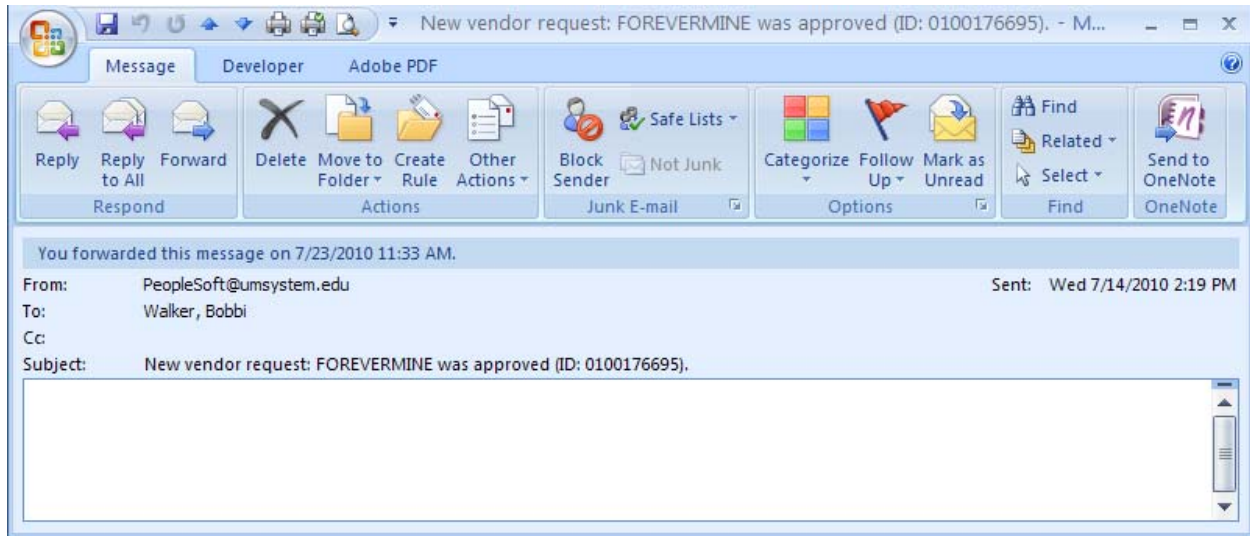 New vendor request: FOREVERMINE was approved (ID: 0100176695). - M...
Message Developer Adobe PDF
Reply
Reply to All
Forward
Respond
Delete
Move to Folder
Create Rule
Other Actions
Actions
Block Sender
Safe Lists
Not Junk
Junk E-mail
Categorize
Follow Up
Mark as Unread
Options
Find
Related
Select
Find
Send to OneNote
OneNote
You forwarded this message on 7/23/2010 11:33 AM.
From: PeopleSoft@umsystem.edu Sent: Wed 7/14/2010 2:19 PM
To: Walker, Bobbi
Cc:
Subject: New vendor request: FOREVERMINE was approved (ID: 0100176695).